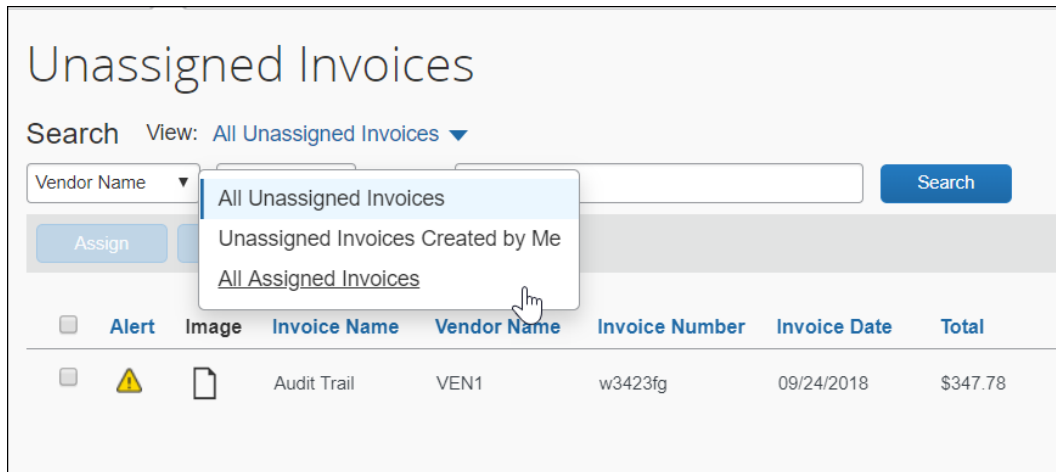 Unassigned Invoices
Search View: All Unassigned Invoices
Vendor Name Search
All Unassigned Invoices
Unassigned Invoices Created by Me
All Assigned Invoices
Assign
Alert Image Invoice Name Vendor Name Invoice Number Invoice Date Total
Audit Trail VEN1 w3423fg 09/24/2018 $347.78